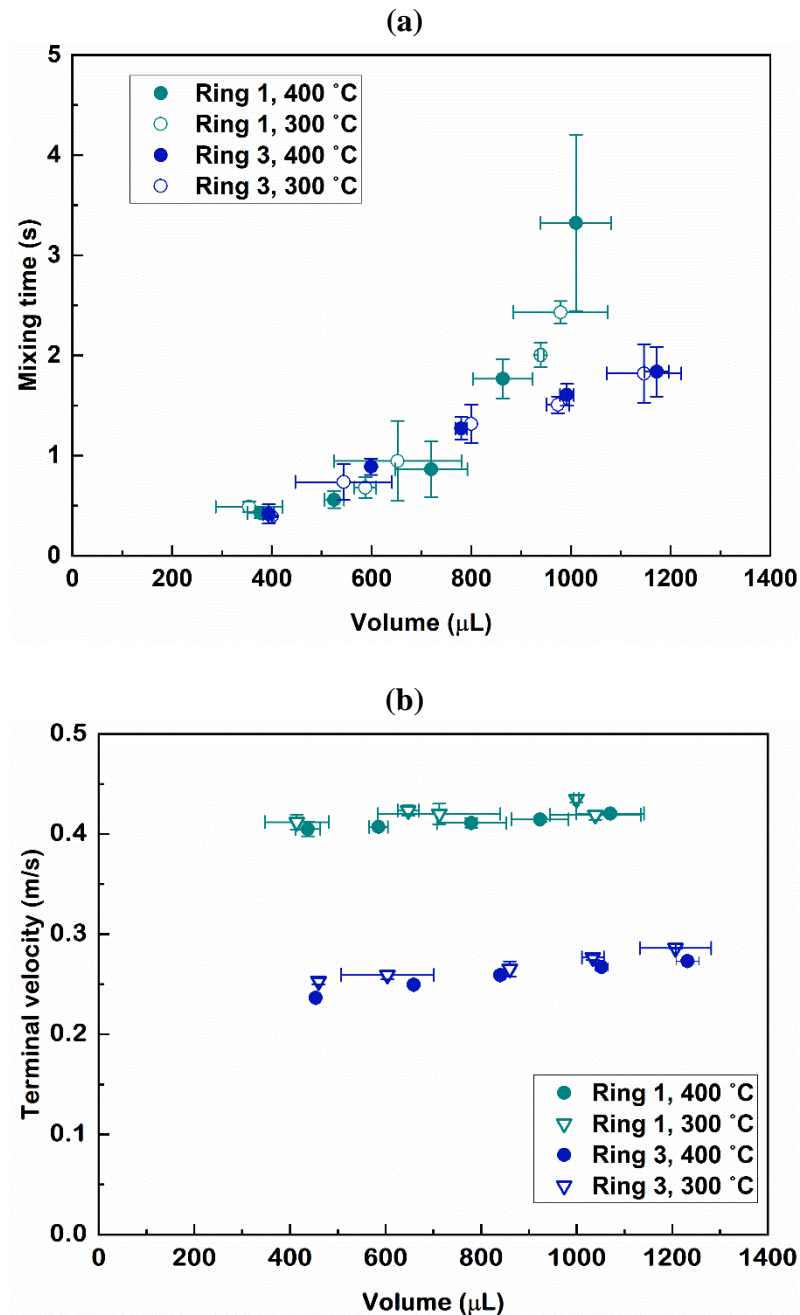 (a)
5
4
3
2
1
0
Mixing time (s)
Ring 1, 400 ˚C
Ring 1, 300 ˚C
Ring 3, 400 ˚C
Ring 3, 300 ˚C
0 200 400 600 800 1000 1200 1400
Volume (μL)
(b)
0.5
0.4
0.3
0.2
0.1
0.0
Terminal velocity (m/s)
Ring 1, 400 ˚C
Ring 1, 300 ˚C
Ring 3, 400 ˚C
Ring 3, 300 ˚C
0 200 400 600 800 1000 1200 1400
Volume (μL)